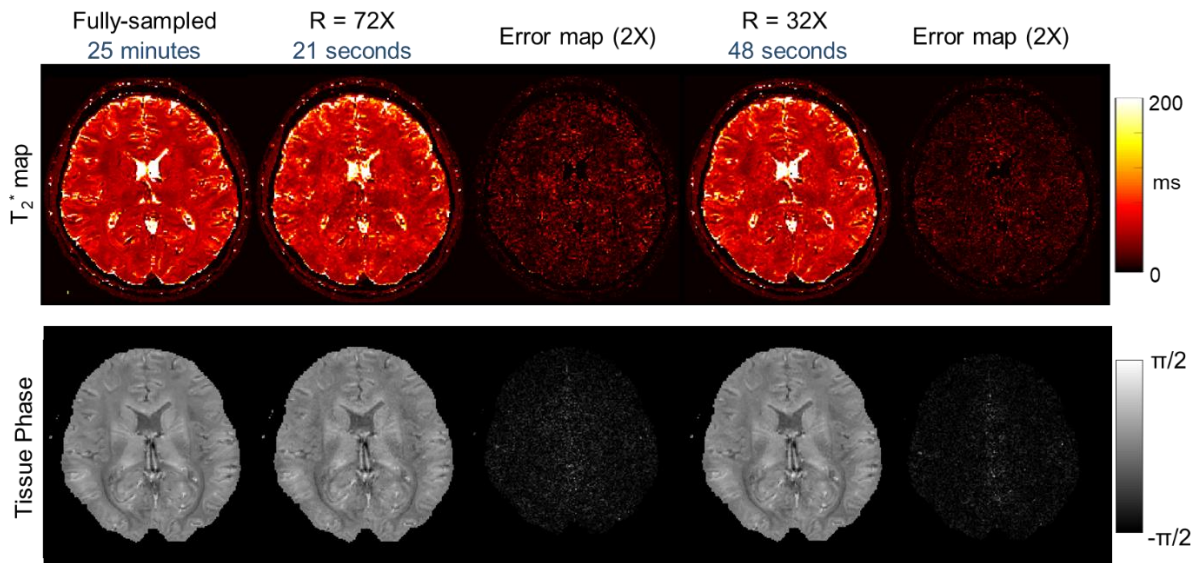 Fully-sampled
25 minutes
R = 72X
21 seconds
Error map (2X)
R = 32X
48 seconds
Error map (2X)
T2* map
200
ms
0
Tissue Phase
π/2
-π/2